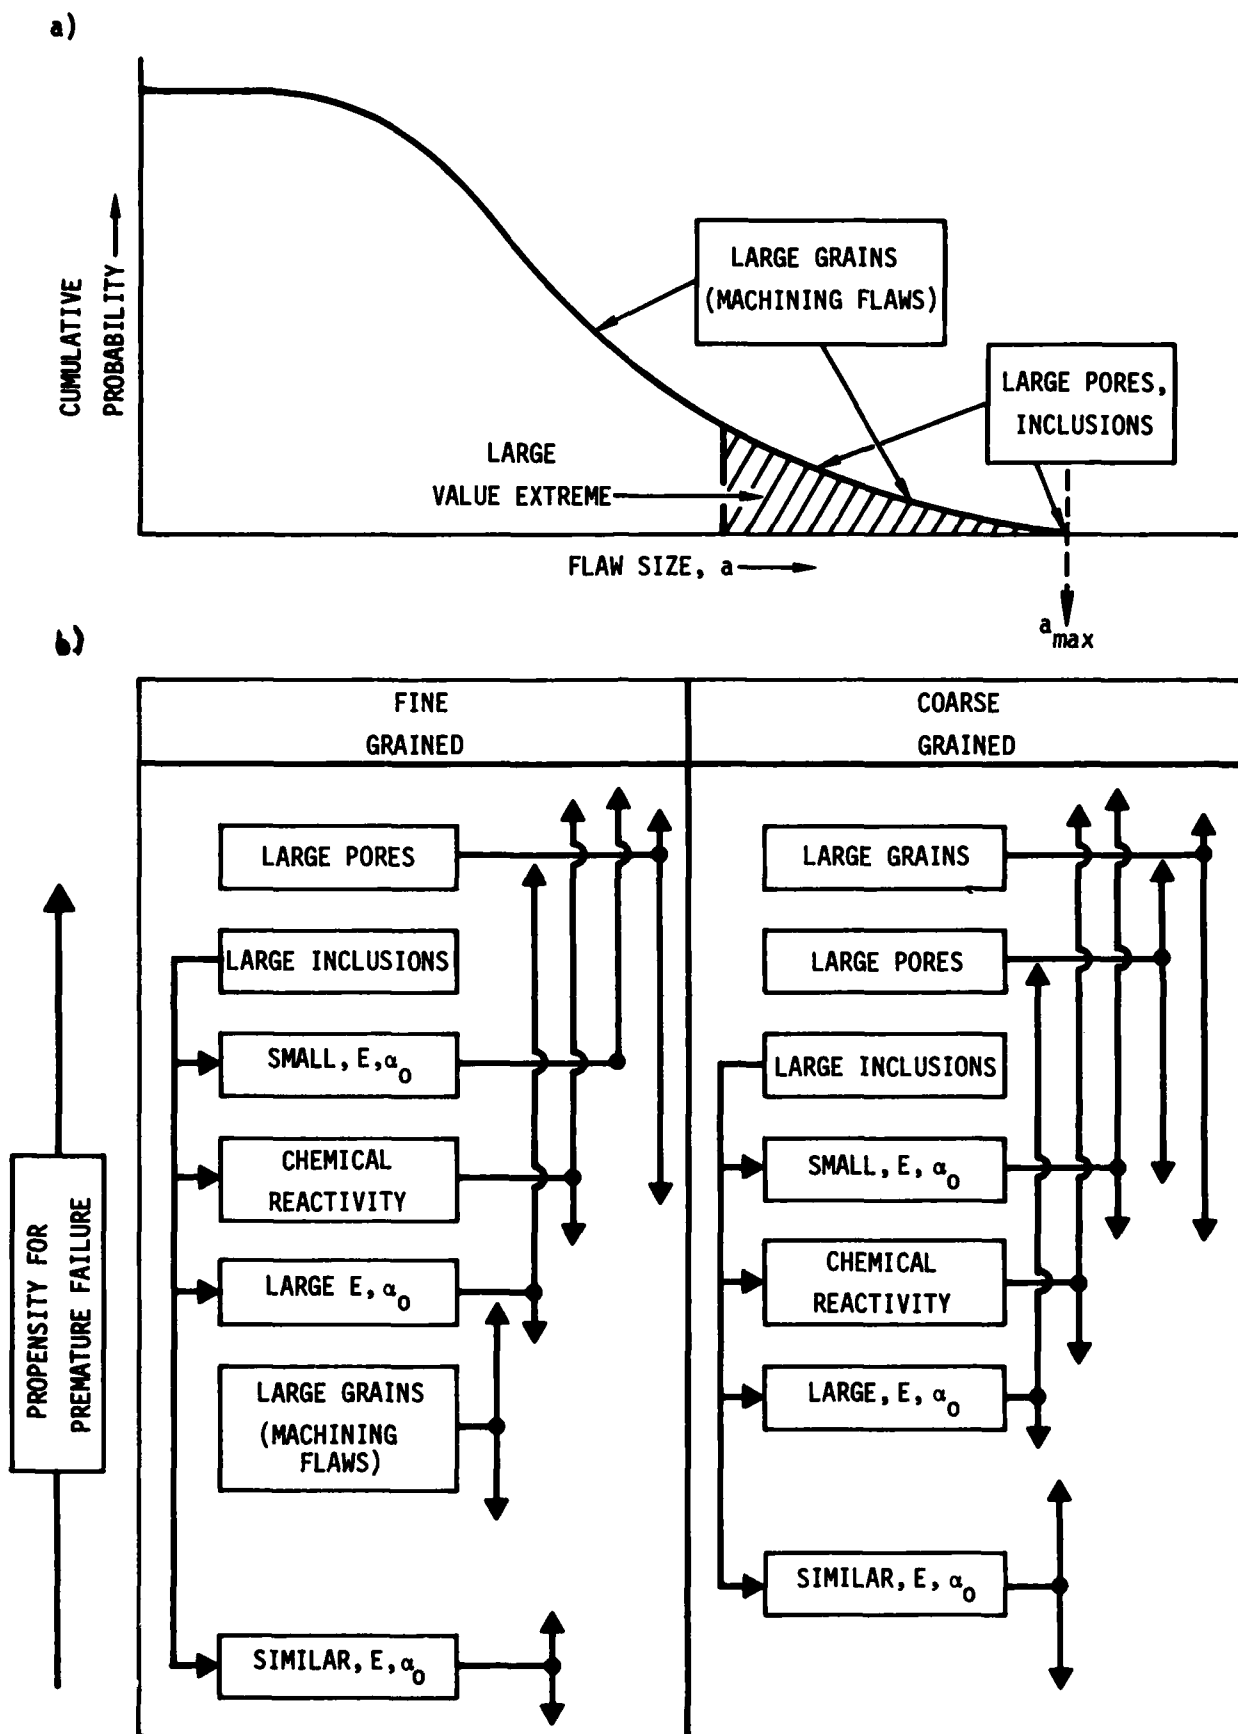 a)
CUMULATIVE
PROBABILITY
LARGE GRAINS
(MACHINING FLAWS)
LARGE PORES,
INCLUSIONS
LARGE
VALUE EXTREME
FLAW SIZE, a
a_max
b)
PROPENSITY FOR
PREMATURE FAILURE
FINE
GRAINED
LARGE PORES
LARGE INCLUSIONS
SMALL, E, α₀
CHEMICAL
REACTIVITY
LARGE E, α₀
LARGE GRAINS
(MACHINING
FLAWS)
SIMILAR, E, α₀
COARSE
GRAINED
LARGE GRAINS
LARGE PORES
LARGE INCLUSIONS
SMALL, E, α₀
CHEMICAL
REACTIVITY
LARGE, E, α₀
SIMILAR, E, α₀